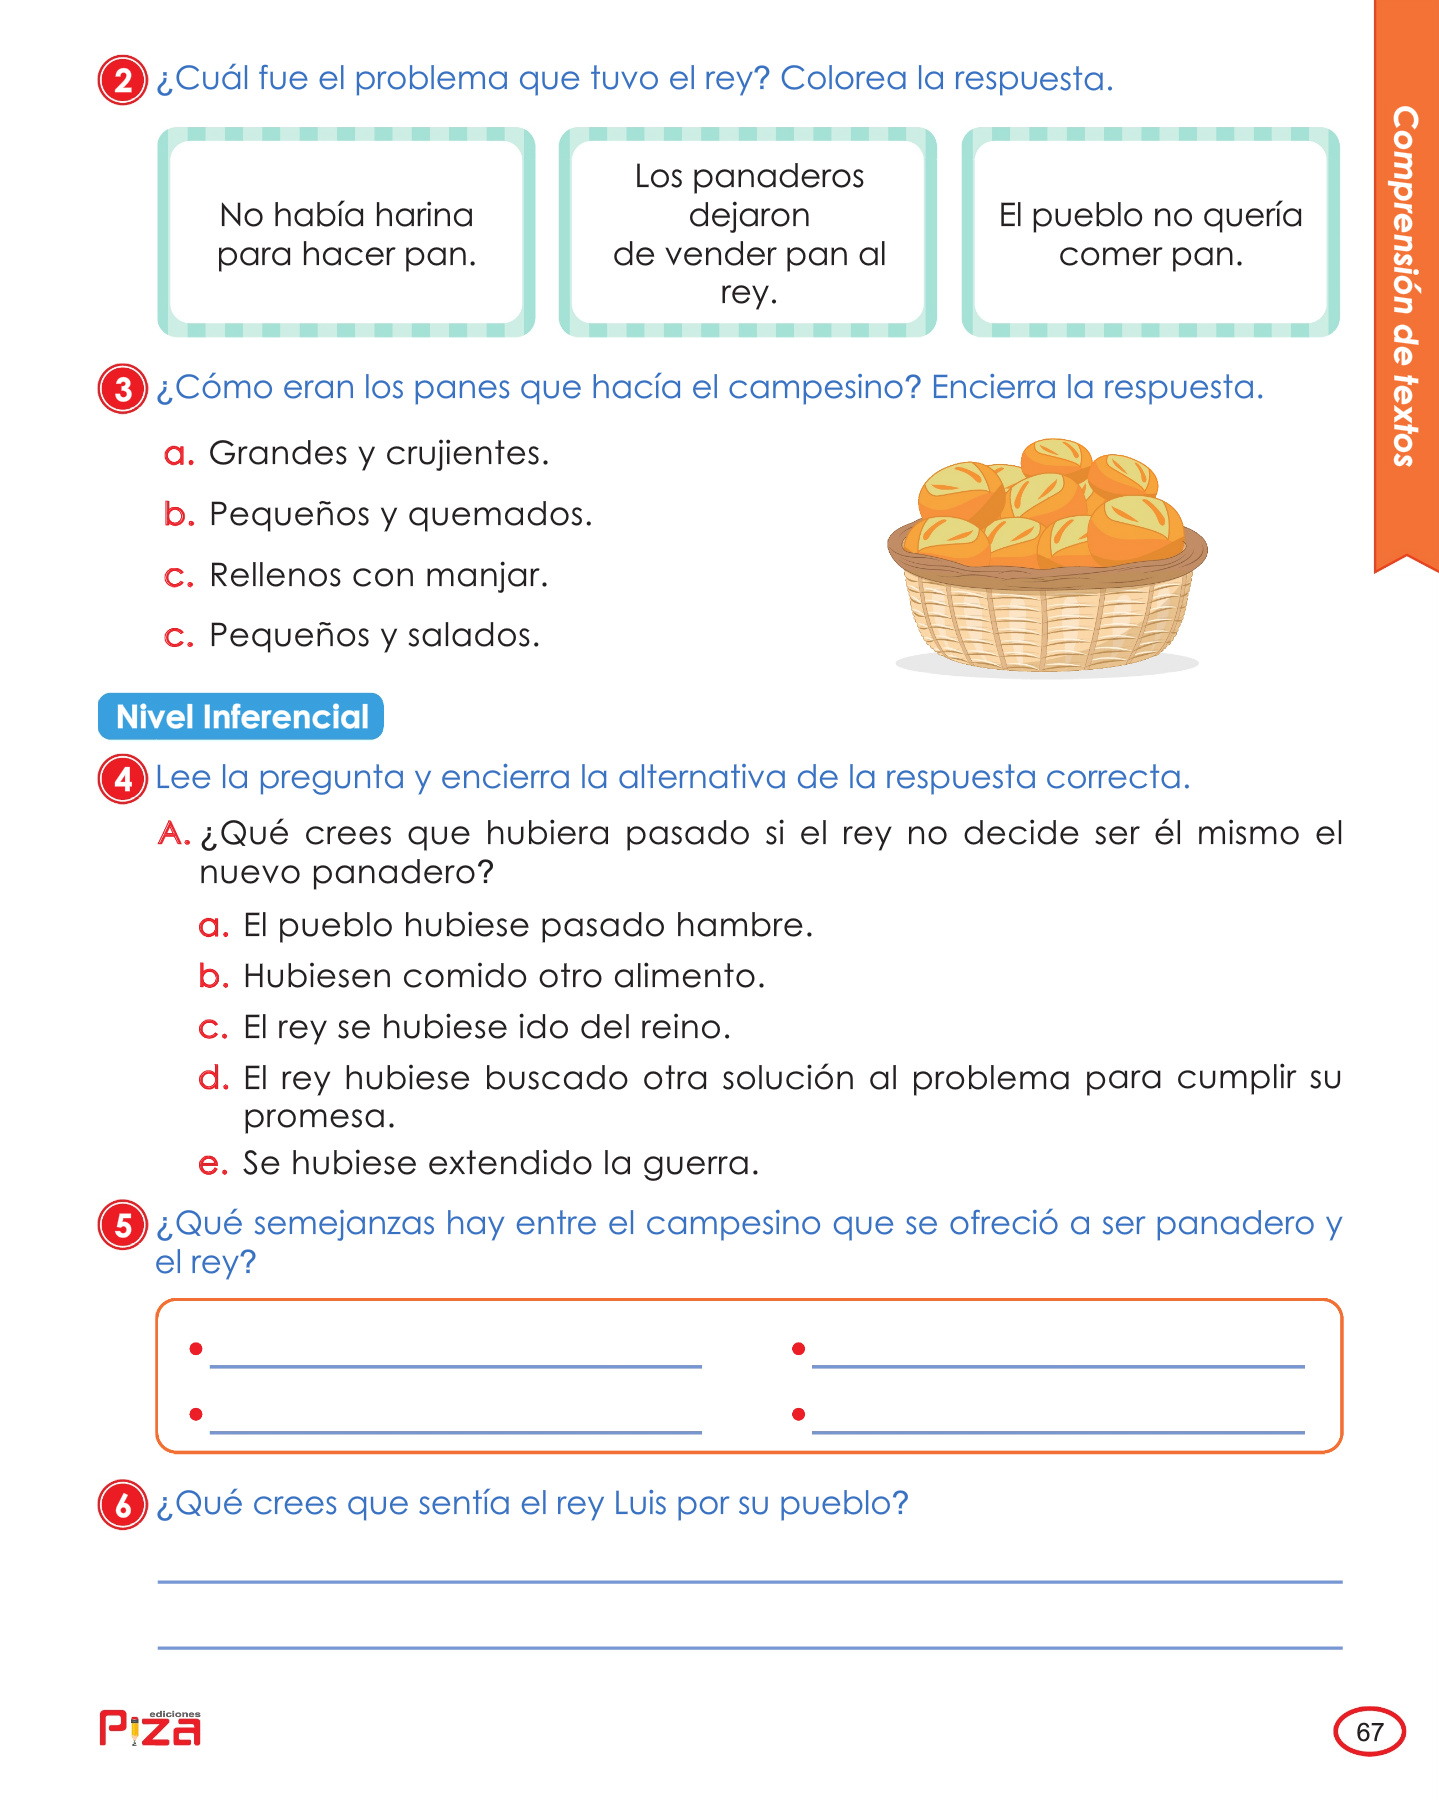 2 ¿Cuál fue el problema que tuvo el rey? Colorea la respuesta.
No había harina
para hacer pan.
Los panaderos
dejaron
de vender pan al
rey.
El pueblo no quería
comer pan.
3 ¿Cómo eran los panes que hacía el campesino? Encierra la respuesta.
a. Grandes y crujientes.
b. Pequeños y quemados.
c. Rellenos con manjar.
c. Pequeños y salados.
Nivel Inferencial
4 Lee la pregunta y encierra la alternativa de la respuesta correcta.
A. ¿Qué crees que hubiera pasado si el rey no decide ser él mismo el
nuevo panadero?
a. El pueblo hubiese pasado hambre.
b. Hubiesen comido otro alimento.
c. El rey se hubiese ido del reino.
d. El rey hubiese buscado otra solución al problema para cumplir su
promesa.
e. Se hubiese extendido la guerra.
5 ¿Qué semejanzas hay entre el campesino que se ofreció a ser panadero y
el rey?
6 ¿Qué crees que sentía el rey Luis por su pueblo?
Comprensión de textos
ediciones
Piza
67